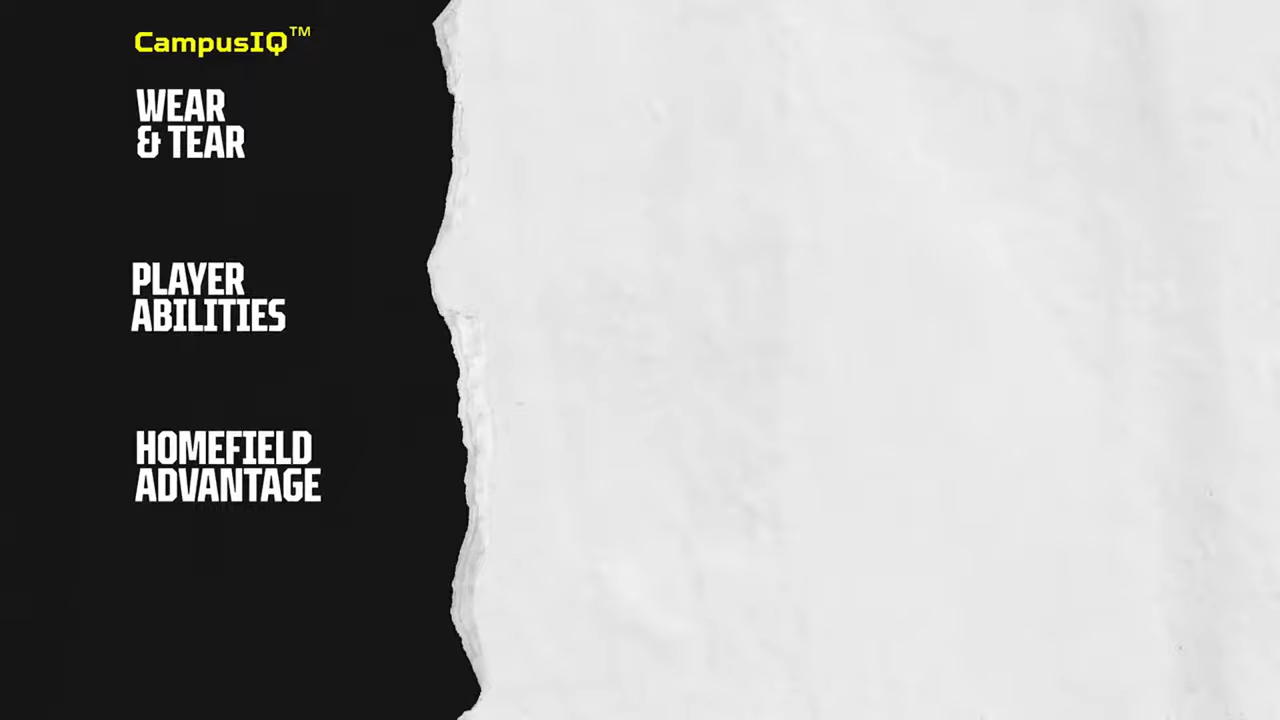 CampusIQ™
WEAR
& TEAR
PLAYER
ABILITIES
HOMEFIELD
ADVANTAGE